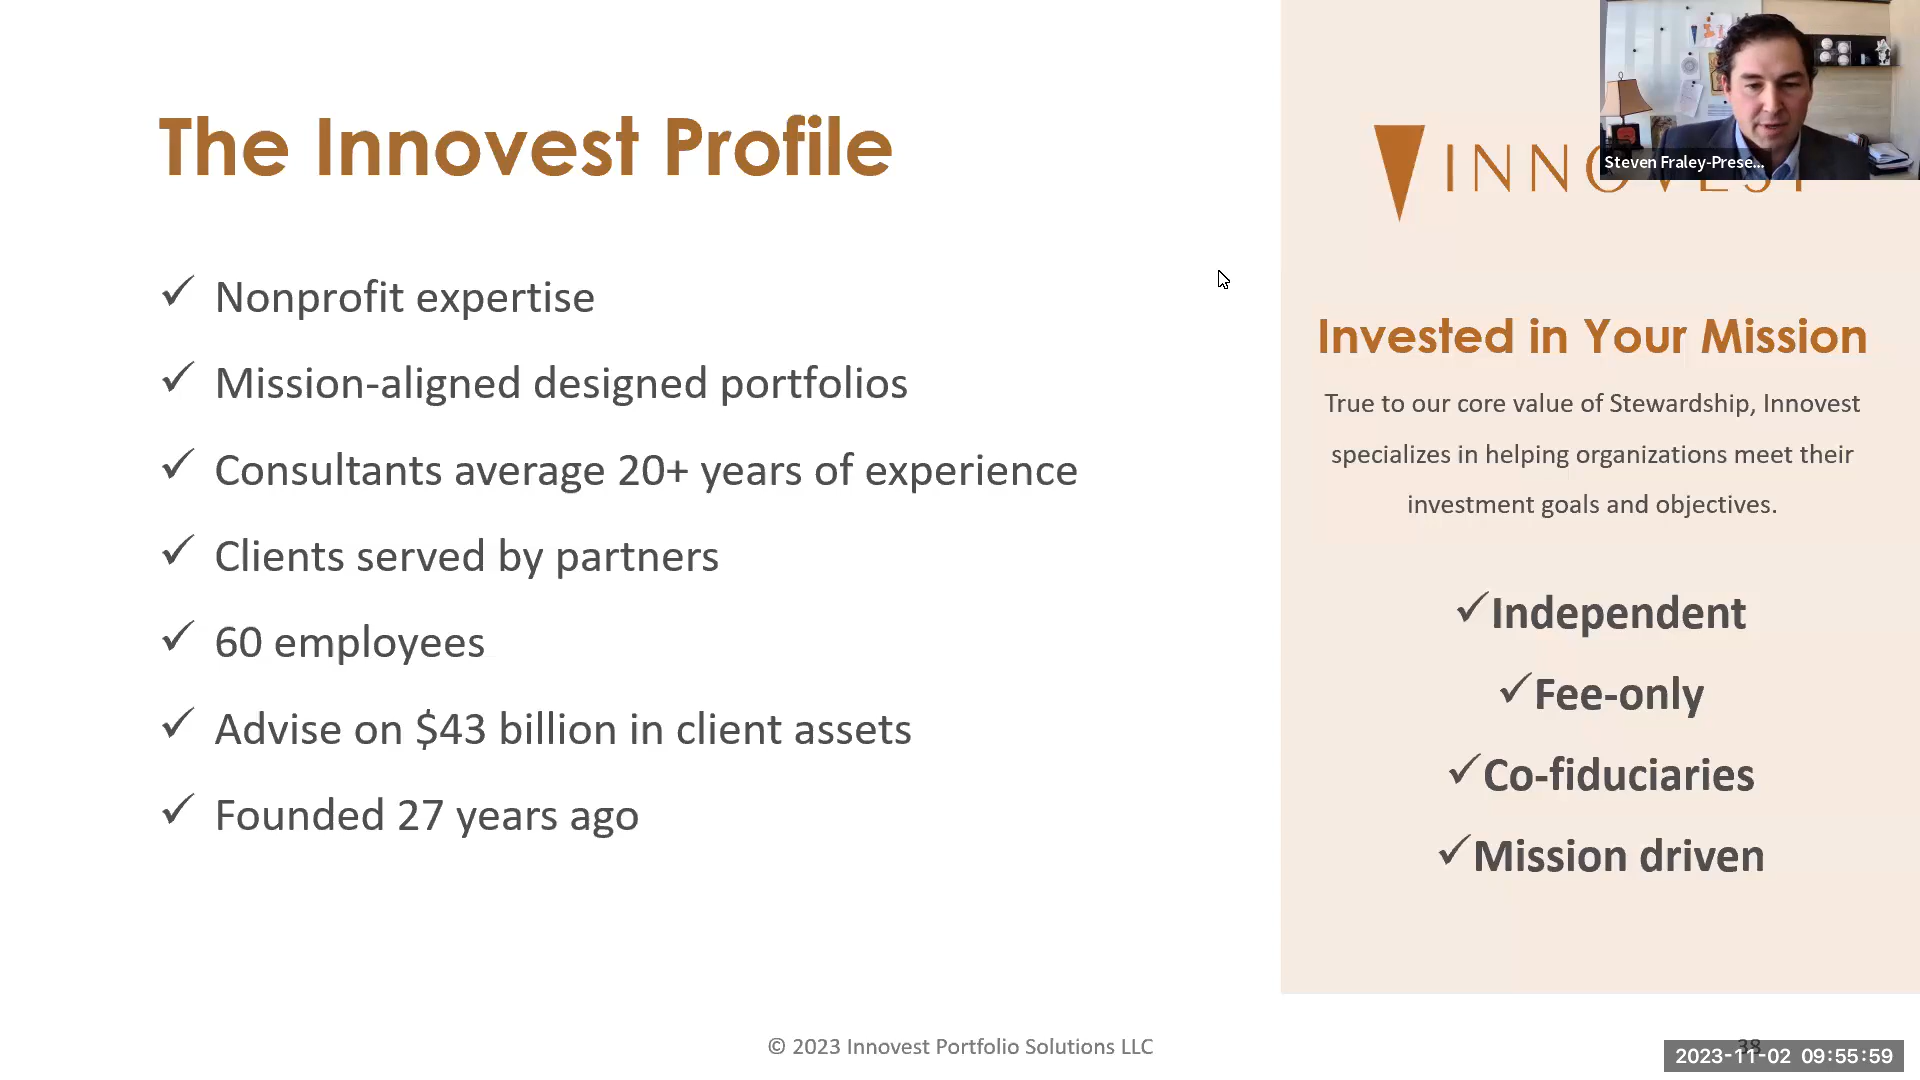 The Innovest Profile
✓ Nonprofit expertise
✓ Mission-aligned designed portfolios
✓ Consultants average 20+ years of experience
✓ Clients served by partners
✓ 60 employees
✓ Advise on $43 billion in client assets
✓ Founded 27 years ago
INNOVEST
Steven Fraley-Prese...
Invested in Your Mission
True to our core value of Stewardship, Innovest
specializes in helping organizations meet their
investment goals and objectives.
✓Independent
✓Fee-only
✓Co-fiduciaries
✓Mission driven
© 2023 Innovest Portfolio Solutions LLC
38
2023-11-02 09:55:59